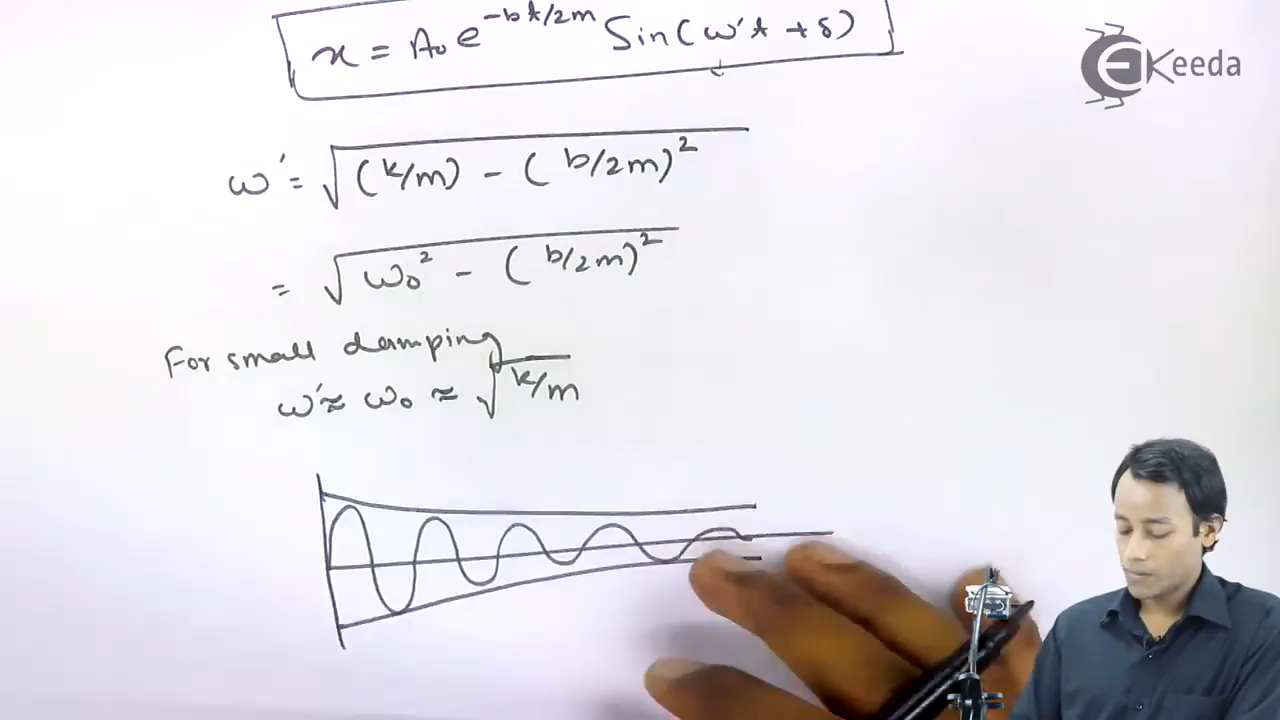 x = A₀ e^(-bt/2m) Sin(ω't + δ)
EKeeda
ω' = √((k/m) - (b/2m)²)
= √(ω₀² - (b/2m)²)
For small damping
ω' ≈ ω₀ ≈ √(k/m)